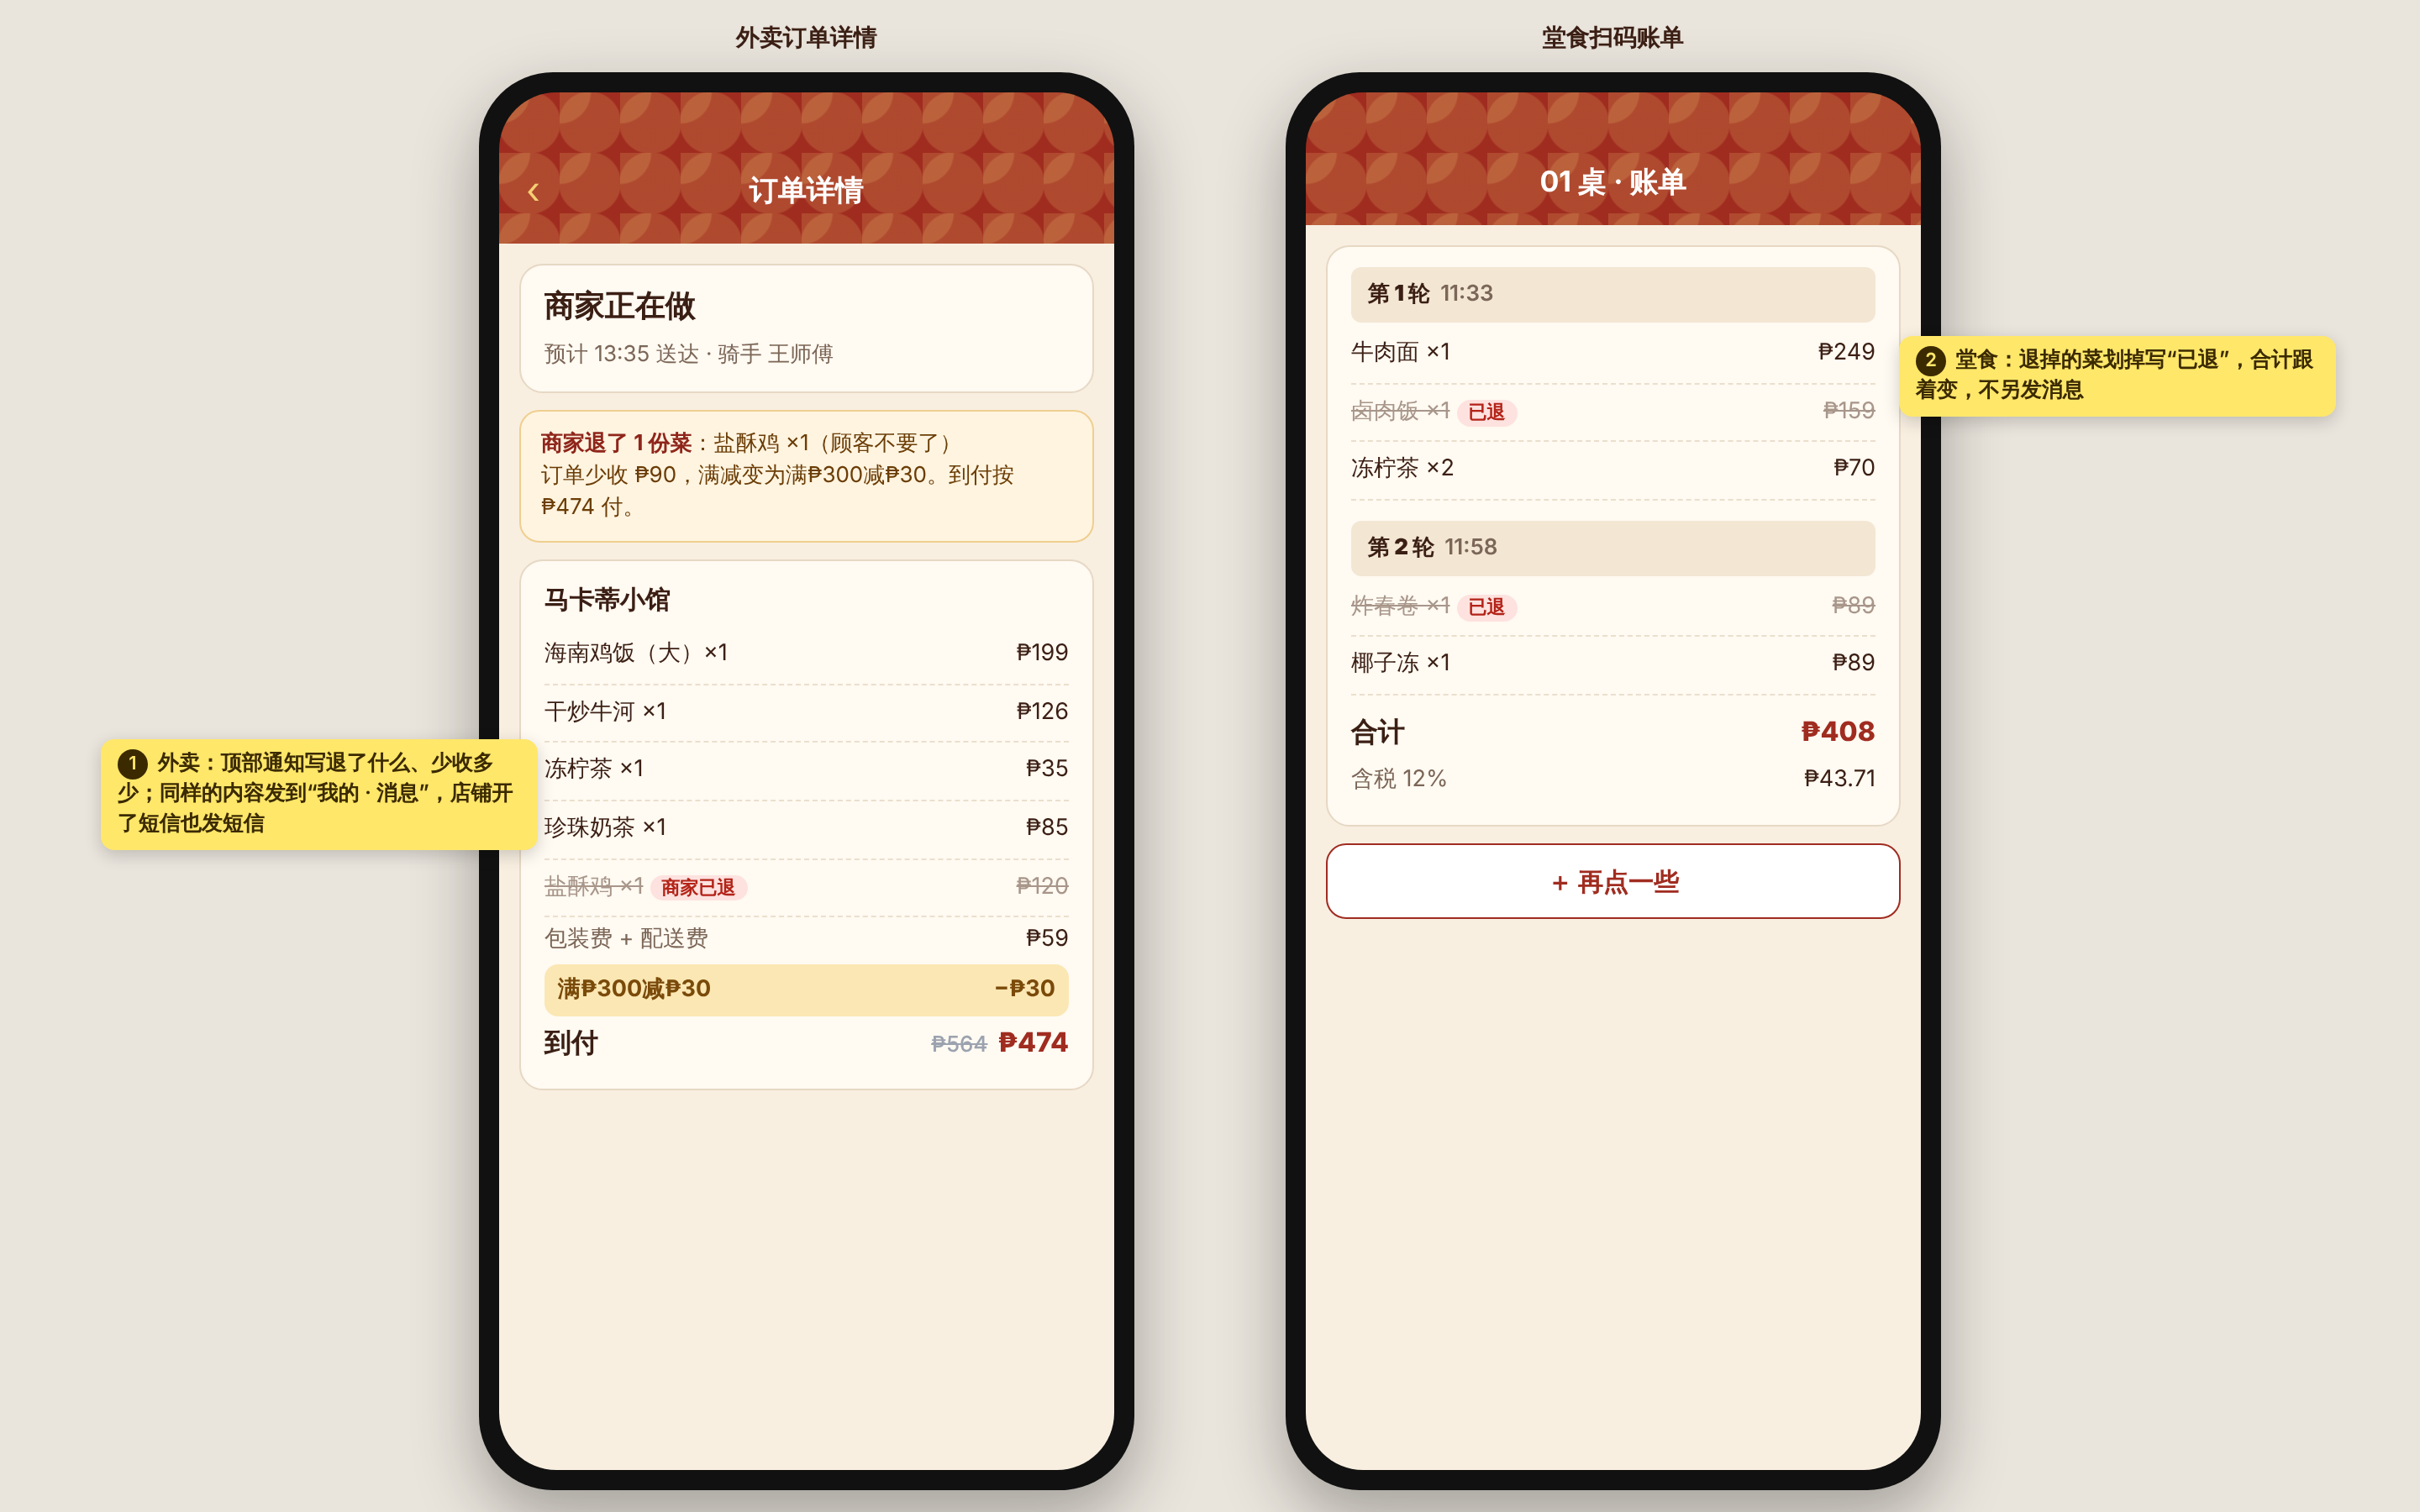 外卖订单详情
‹ 订单详情
商家正在做
预计 13:35 送达 · 骑手 王师傅
商家退了 1 份菜：盐酥鸡 ×1（顾客不要了）
订单少收 ₱90，满减变为满₱300减₱30。到付按
₱474 付。
马卡蒂小馆
海南鸡饭（大）×1 ₱199
干炒牛河 ×1 ₱126
冻柠茶 ×1 ₱35
珍珠奶茶 ×1 ₱85
盐酥鸡 ×1 商家已退 ₱120
包装费 + 配送费 ₱59
满₱300减₱30 −₱30
到付 ₱564 ₱474
1 外卖：顶部通知写退了什么、少收多
少；同样的内容发到“我的 · 消息”，店铺开
了短信也发短信
堂食扫码账单
01 桌 · 账单
第 1 轮 11:33
牛肉面 ×1 ₱249
卤肉饭 ×1 已退 ₱159
冻柠茶 ×2 ₱70
第 2 轮 11:58
炸春卷 ×1 已退 ₱89
椰子冻 ×1 ₱89
合计 ₱408
含税 12% ₱43.71
+ 再点一些
2 堂食：退掉的菜划掉写“已退”，合计跟
着变，不另发消息